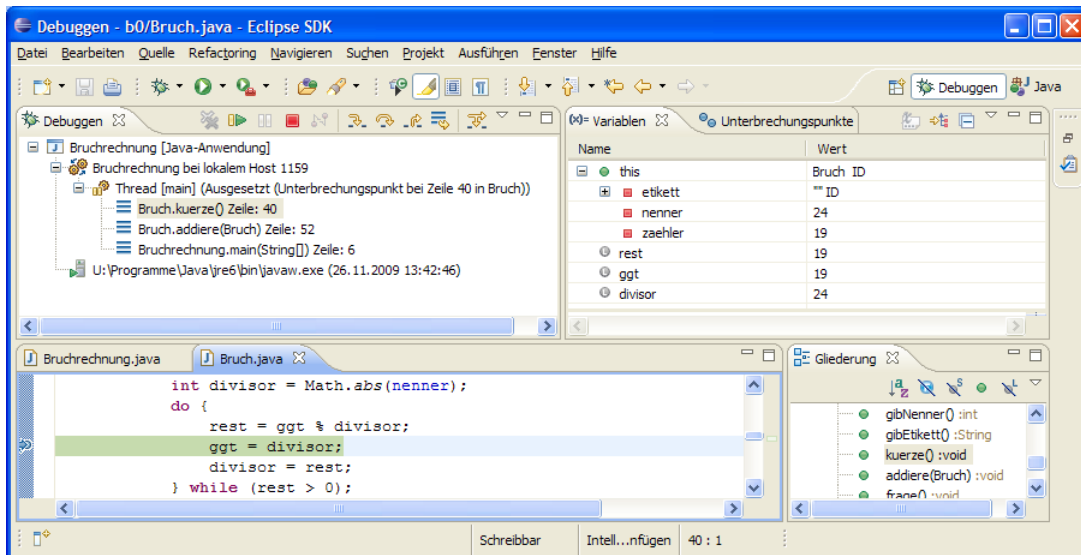 Debuggen - b0/Bruch.java - Eclipse SDK
Datei Bearbeiten Quelle Refactoring Navigieren Suchen Projekt Ausführen Fenster Hilfe
Debuggen Java
Debuggen
Bruchrechnung [Java-Anwendung]
Bruchrechnung bei lokalem Host 1159
Thread [main] (Ausgesetzt (Unterbrechungspunkt bei Zeile 40 in Bruch))
Bruch.kuerze() Zeile: 40
Bruch.addiere(Bruch) Zeile: 52
Bruchrechnung.main(String[]) Zeile: 6
U:\Programme\Java\jre6\bin\javaw.exe (26.11.2009 13:42:46)
(x)= Variablen Unterbrechungspunkte
Name Wert
this Bruch ID
etikett "" ID
nenner 24
zaehler 19
rest 19
ggt 19
divisor 24
Bruchrechnung.java Bruch.java
int divisor = Math.abs(nenner);
do {
rest = ggt % divisor;
ggt = divisor;
divisor = rest;
} while (rest > 0);
Gliederung
gibNenner() :int
gibEtikett() :String
kuerze() :void
addiere(Bruch) :void
frage() :void
Schreibbar Intell...nfügen 40 : 1